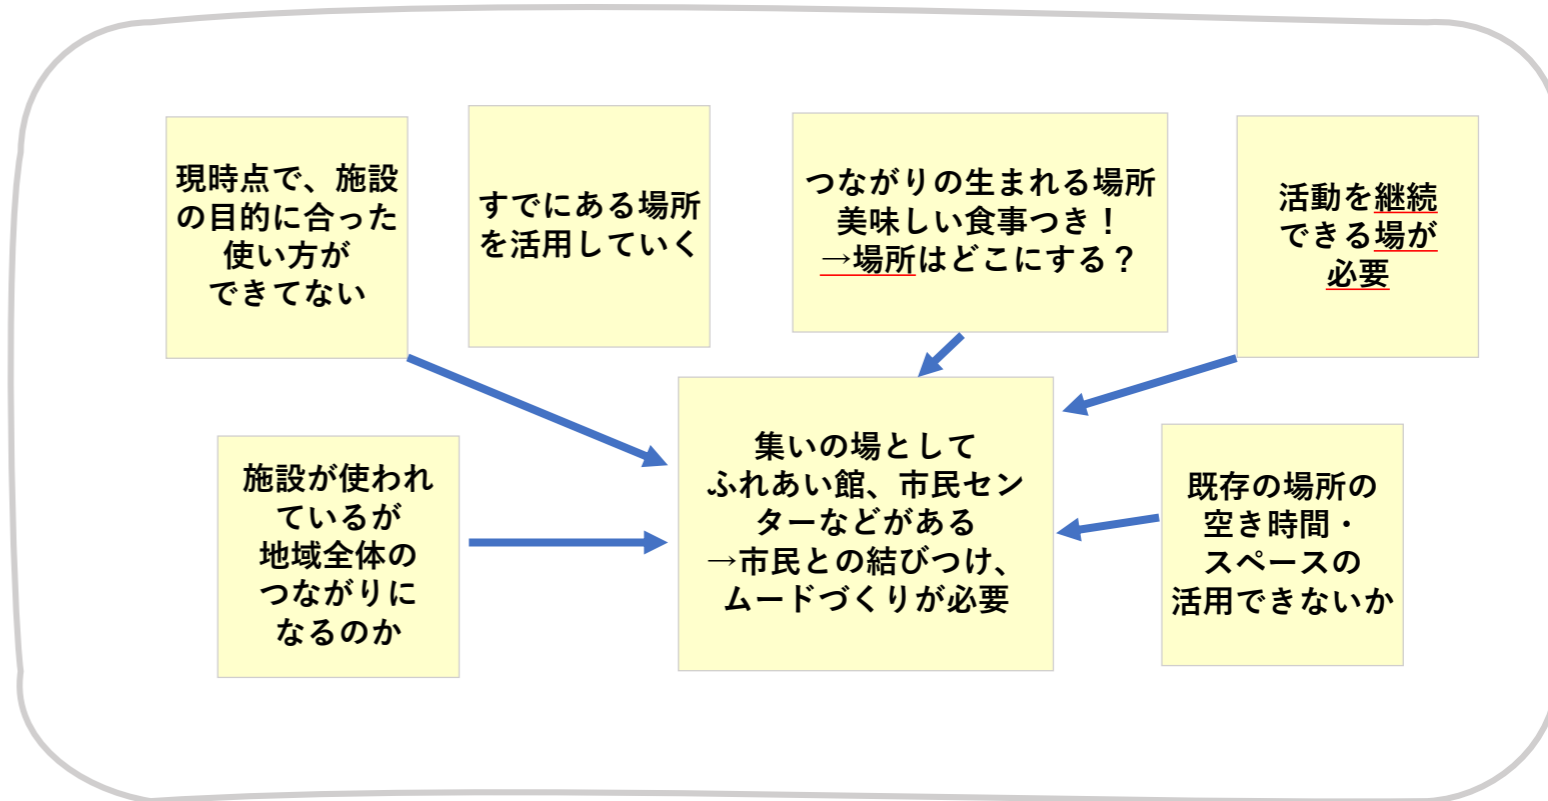 現時点で、施設
の目的に合った
使い方が
できてない
すでにある場所
を活用していく
つながりの生まれる場所
美味しい食事つき！
→場所はどこにする？
活動を継続
できる場が
必要
施設が使われ
ているが
地域全体の
つながりに
なるのか
集いの場として
ふれあい館、市民セン
ターなどがある
→市民との結びつけ、
ムードづくりが必要
既存の場所の
空き時間・
スペースの
活用できないか